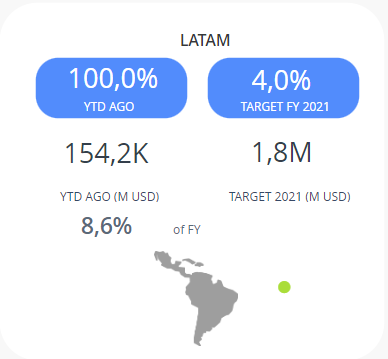 LATAM
100,0% 4,0%
YTD AGO TARGET FY 2021
154,2K 1,8M
YTD AGO (M USD) TARGET 2021 (M USD)
8,6% of FY